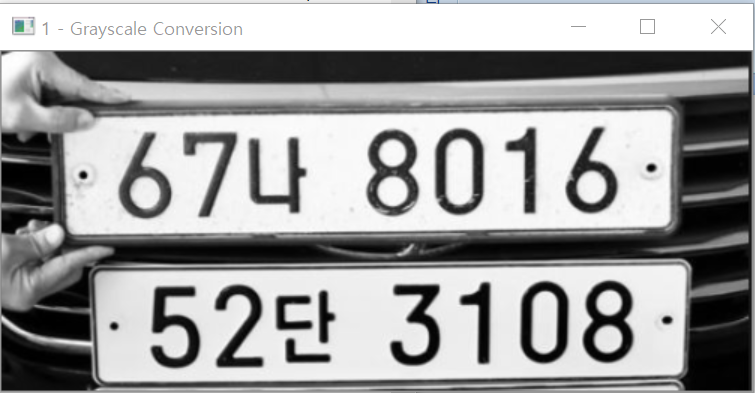 1 - Grayscale Conversion
67나 8016
52단 3108